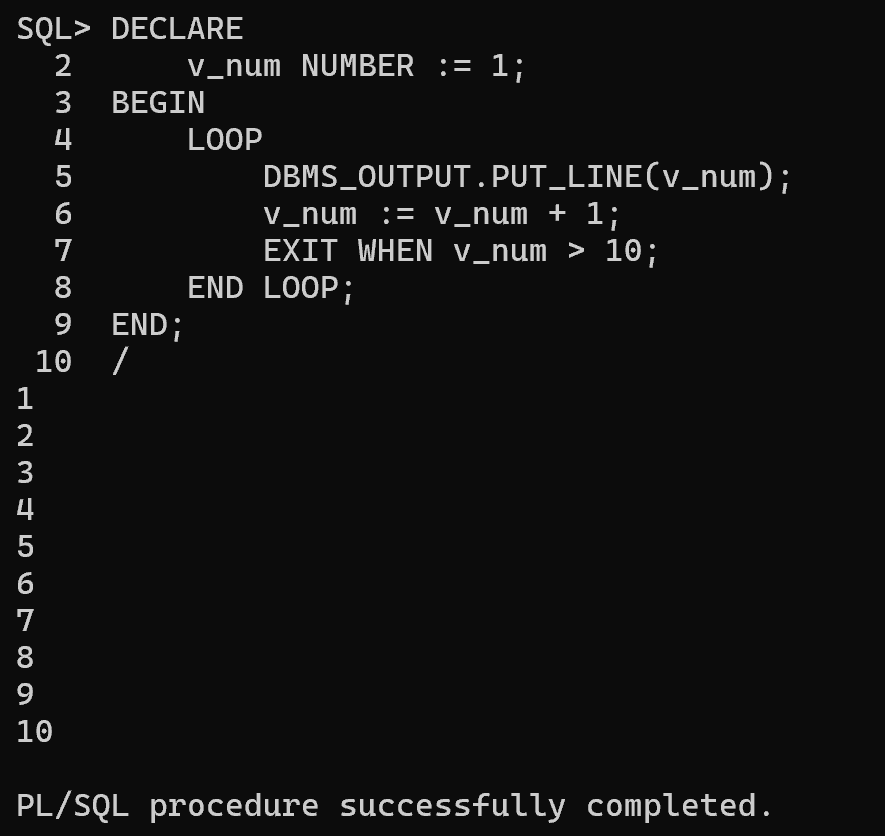 SQL> DECLARE
  2      v_num NUMBER := 1;
  3  BEGIN
  4      LOOP
  5          DBMS_OUTPUT.PUT_LINE(v_num);
  6          v_num := v_num + 1;
  7          EXIT WHEN v_num > 10;
  8      END LOOP;
  9  END;
 10  /
1
2
3
4
5
6
7
8
9
10

PL/SQL procedure successfully completed.